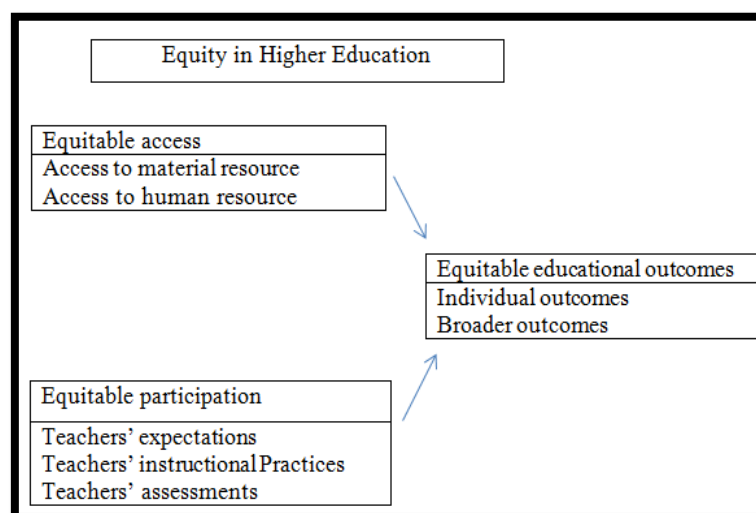 Equity in Higher Education
Equitable access
Access to material resource
Access to human resource
Equitable educational outcomes
Individual outcomes
Broader outcomes
Equitable participation
Teachers’ expectations
Teachers’ instructional Practices
Teachers’ assessments